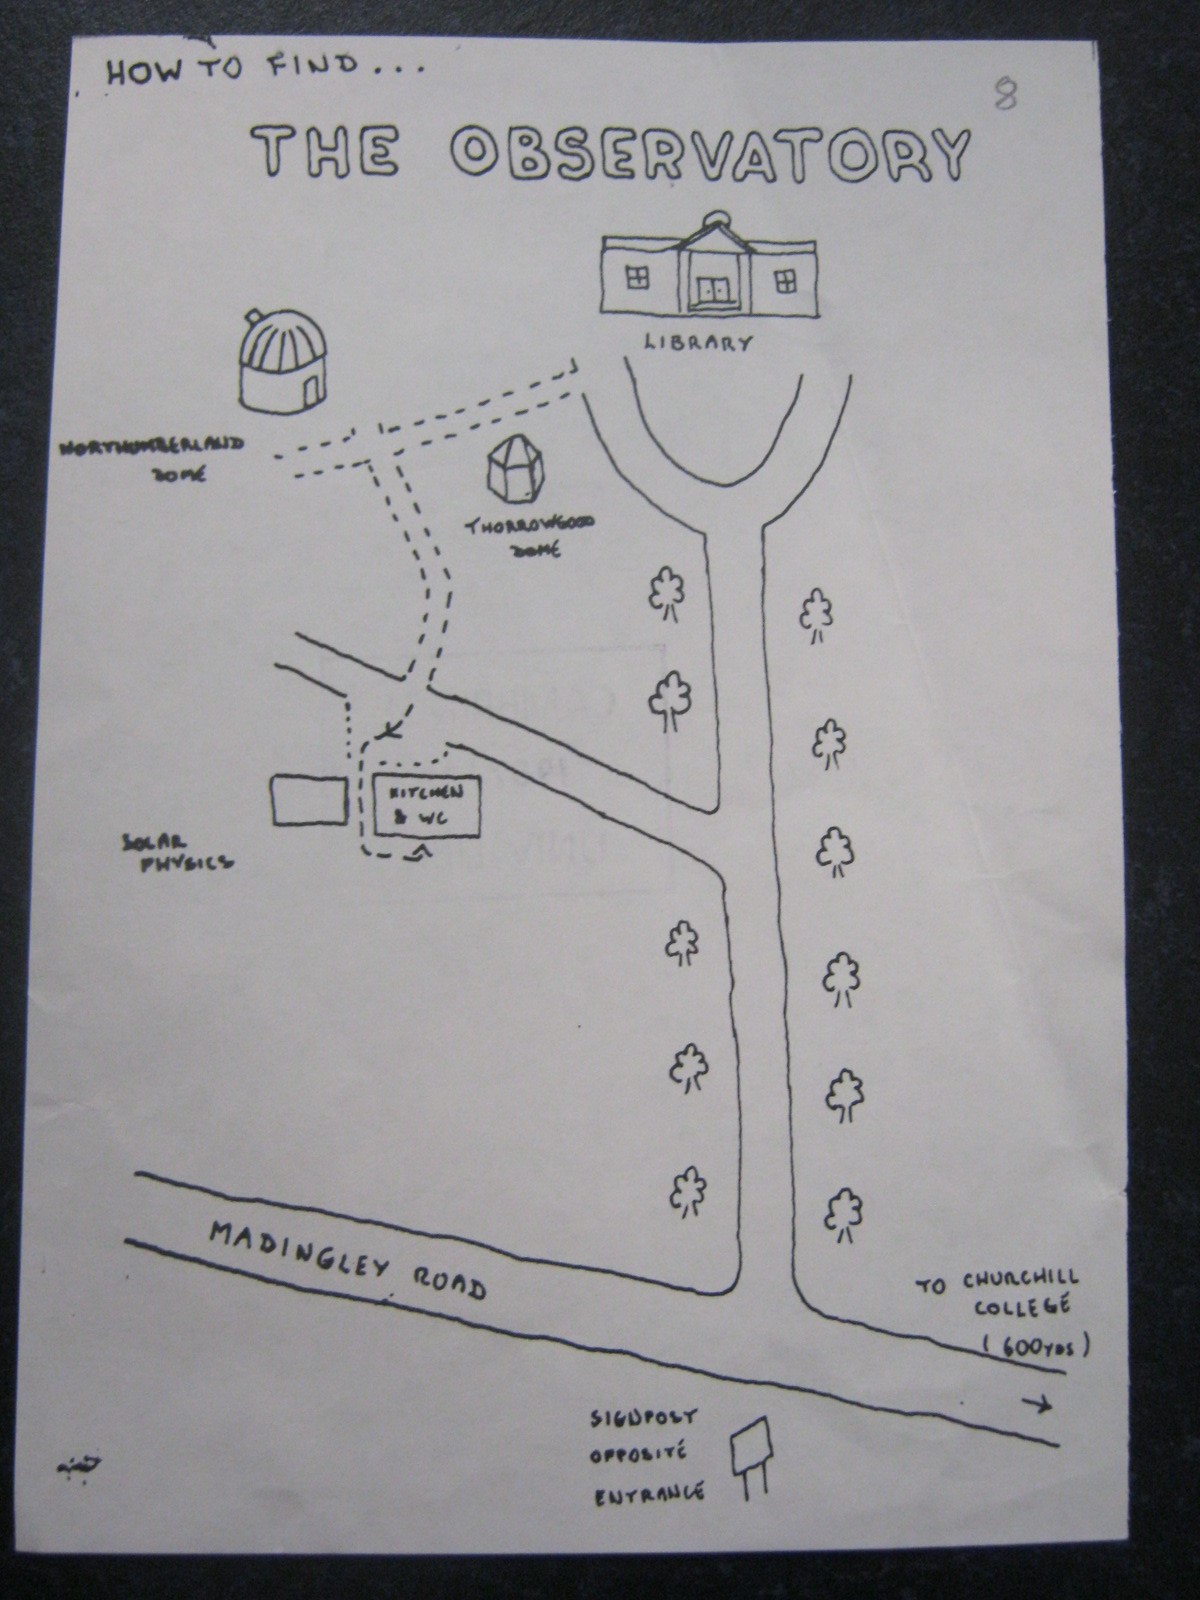 HOW TO FIND...
8
THE OBSERVATORY
LIBRARY
NORTHUMBERLAND
DOME
THORROWGOOD
DOME
KITCHEN
& WC
SOLAR
PHYSICS
MADINGLEY ROAD
TO CHURCHILL
COLLEGE
(600YDS)
SIGNPOST
OPPOSITE
ENTRANCE